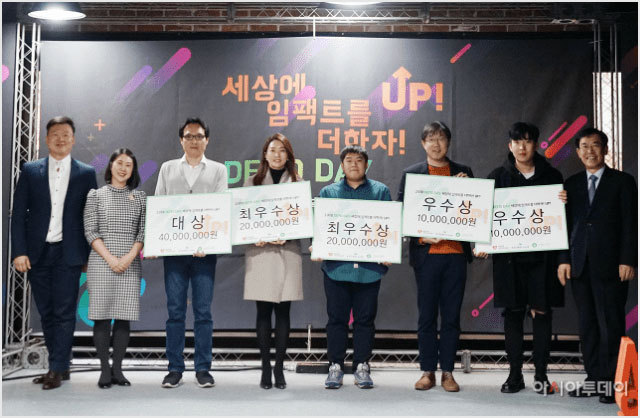 세상에
임팩트를 UP!
더하자!
DEMO DAY
대상
40,000,000원
최우수상
20,000,000원
최우수상
20,000,000원
우수상
10,000,000원
우수상
10,000,000원
아시아투데이